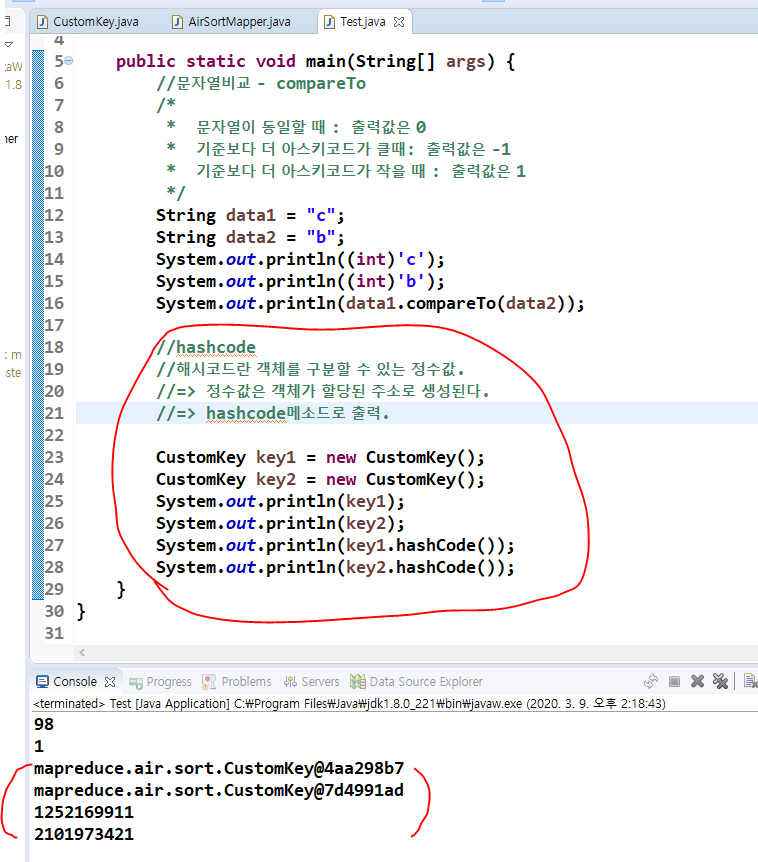 CustomKey.java
AirSortMapper.java
Test.java
4
5 public static void main(String[] args) {
6 //문자열비교 - compareTo
7 /*
8 * 문자열이 동일할 때 : 출력값은 0
9 * 기준보다 더 아스키코드가 클때: 출력값은 -1
10 * 기준보다 더 아스키코드가 작을 때 : 출력값은 1
11 */
12 String data1 = "c";
13 String data2 = "b";
14 System.out.println((int)'c');
15 System.out.println((int)'b');
16 System.out.println(data1.compareTo(data2));
17
18 //hashcode
19 //해시코드란 객체를 구분할 수 있는 정수값.
20 //=> 정수값은 객체가 할당된 주소로 생성된다.
21 //=> hashcode메소드로 출력.
22
23 CustomKey key1 = new CustomKey();
24 CustomKey key2 = new CustomKey();
25 System.out.println(key1);
26 System.out.println(key2);
27 System.out.println(key1.hashCode());
28 System.out.println(key2.hashCode());
29 }
30 }
31
Console
Progress
Problems
Servers
Data Source Explorer
<terminated> Test [Java Application] C:₩Program Files₩Java₩jdk1.8.0_221₩bin₩javaw.exe (2020. 3. 9. 오후 2:18:43)
98
1
mapreduce.air.sort.CustomKey@4aa298b7
mapreduce.air.sort.CustomKey@7d4991ad
1252169911
2101973421